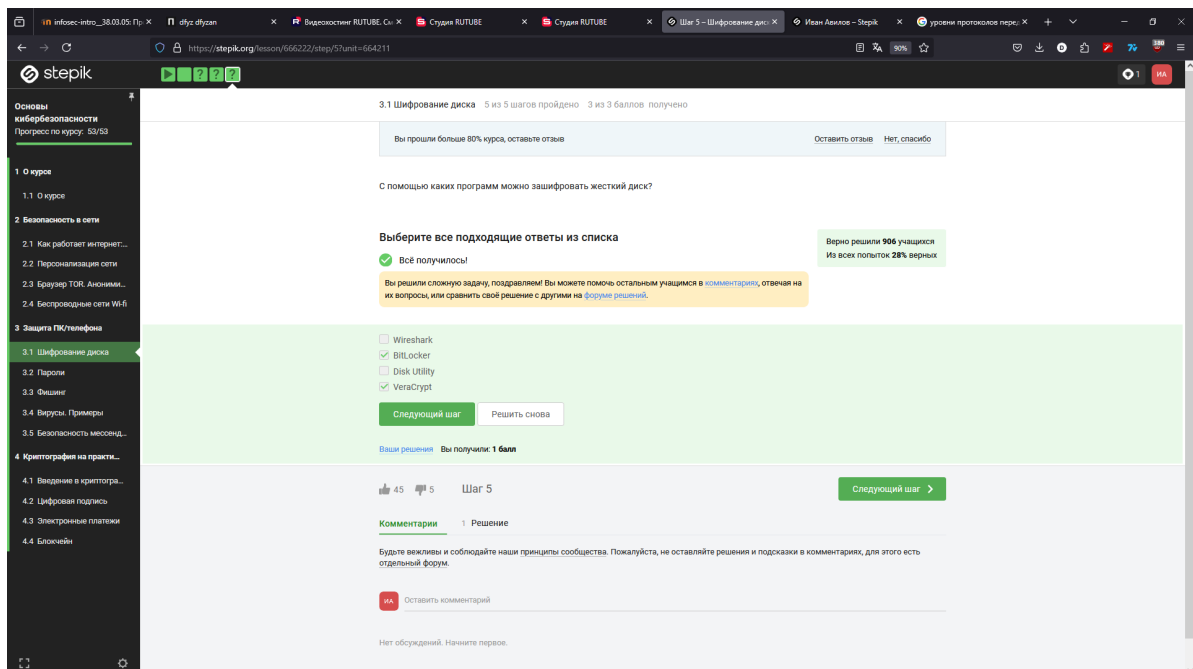 infosec-intro__38.03.05: Пр
dfyz dfyzan
Видеохостинг RUTUBE. См
Студия RUTUBE
Студия RUTUBE
Шаг 5 – Шифрование дис
Иван Авилов – Stepik
уровни протоколов перед
https://stepik.org/lesson/666222/step/5?unit=664211
90%
380
stepik
1
ИА
Основы
кибербезопасности
Прогресс по курсу: 53/53
1 О курсе
1.1 О курсе
2 Безопасность в сети
2.1 Как работает интернет:...
2.2 Персонализация сети
2.3 Браузер TOR. Аноними...
2.4 Беспроводные сети Wi-fi
3 Защита ПК/телефона
3.1 Шифрование диска
3.2 Пароли
3.3 Фишинг
3.4 Вирусы. Примеры
3.5 Безопасность мессенд...
4 Криптография на практи...
4.1 Введение в криптогра...
4.2 Цифровая подпись
4.3 Электронные платежи
4.4 Блокчейн
3.1 Шифрование диска 5 из 5 шагов пройдено 3 из 3 баллов получено
Вы прошли больше 80% курса, оставьте отзыв
Оставить отзыв Нет, спасибо
С помощью каких программ можно зашифровать жесткий диск?
Выберите все подходящие ответы из списка
Верно решили 906 учащихся
Из всех попыток 28% верных
Всё получилось!
Вы решили сложную задачу, поздравляем! Вы можете помочь остальным учащимся в комментариях, отвечая на
их вопросы, или сравнить своё решение с другими на форуме решений.
Wireshark
BitLocker
Disk Utility
VeraCrypt
Следующий шаг
Решить снова
Ваши решения Вы получили: 1 балл
45 5 Шаг 5
Следующий шаг
Комментарии 1 Решение
Будьте вежливы и соблюдайте наши принципы сообщества. Пожалуйста, не оставляйте решения и подсказки в комментариях, для этого есть
отдельный форум.
ИА Оставить комментарий
Нет обсуждений. Начните первое.